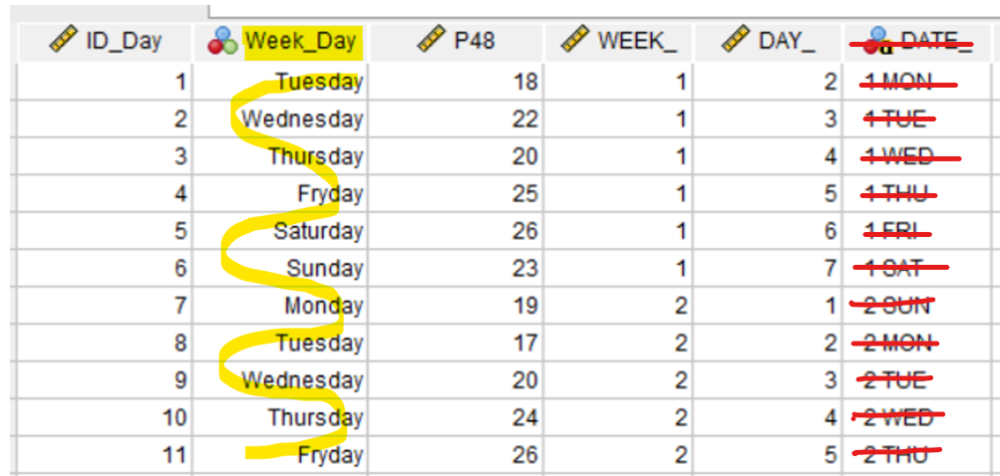 ID_Day Week_Day P48 WEEK_ DAY_ DATE_
1 Tuesday 18 1 2 1 MON
2 Wednesday 22 1 3 1 TUE
3 Thursday 20 1 4 1 WED
4 Fryday 25 1 5 1 THU
5 Saturday 26 1 6 1 FRI
6 Sunday 23 1 7 1 SAT
7 Monday 19 2 1 2 SUN
8 Tuesday 17 2 2 2 MON
9 Wednesday 20 2 3 2 TUE
10 Thursday 24 2 4 2 WED
11 Fryday 26 2 5 2 THU